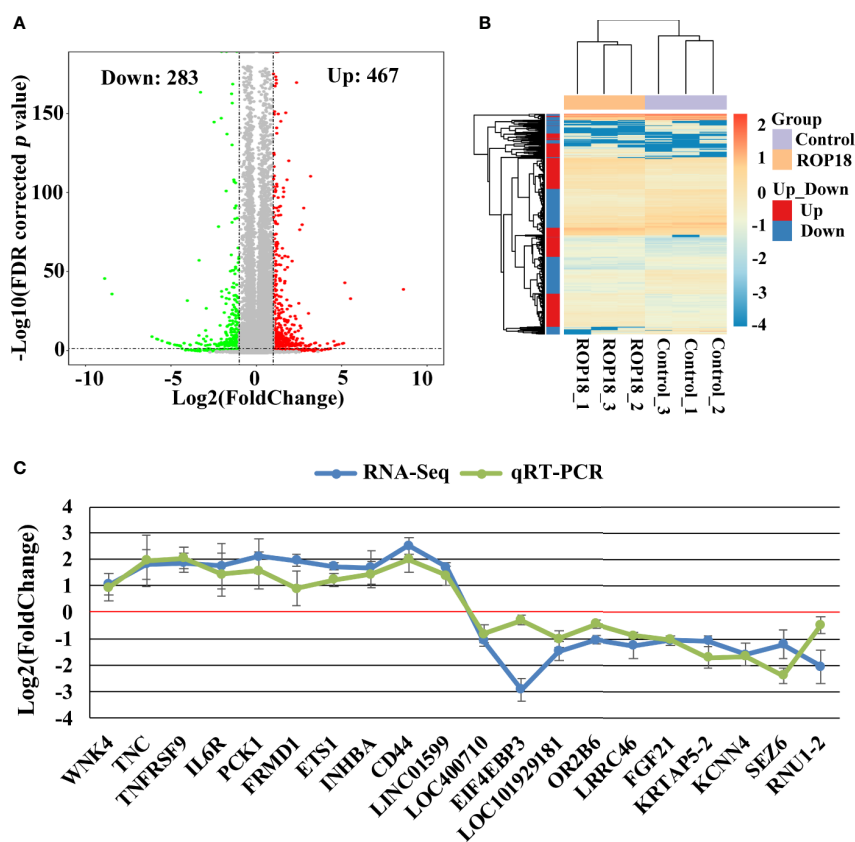 A
Down: 283
Up: 467
-Log10(FDR corrected p value)
150
100
50
0
-10
-5
0
5
10
Log2(FoldChange)
B
Group
Control
ROP18
Up_Down
Up
Down
2
1
0
-1
-2
-3
-4
ROP18_1
ROP18_3
ROP18_2
Control_3
Control_1
Control_2
C
RNA-Seq
qRT-PCR
Log2(FoldChange)
4
3
2
1
0
-1
-2
-3
-4
WNK4
TNC
TNFRSF9
IL6R
PCK1
FRMD1
ETS1
INHBA
CD44
LINC01599
LOC400710
EIF4EBP3
LOC101929181
OR2B6
LRRC46
FGF21
KRTAP5-2
KCNN4
SEZ6
RNU1-2